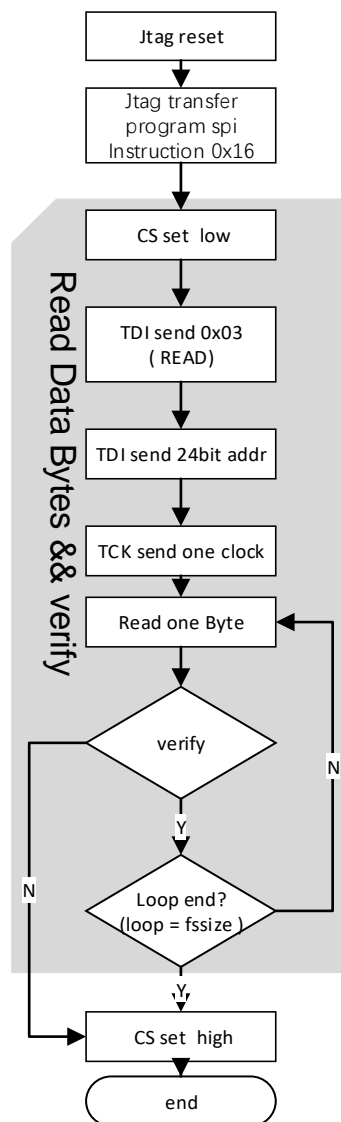 Jtag reset
Jtag transfer
program spi
Instruction 0x16
CS set low
Read Data Bytes && verify
TDI send 0x03
( READ)
TDI send 24bit addr
TCK send one clock
Read one Byte
verify
N
Y
N
Loop end?
(loop = fssize )
Y
CS set high
end